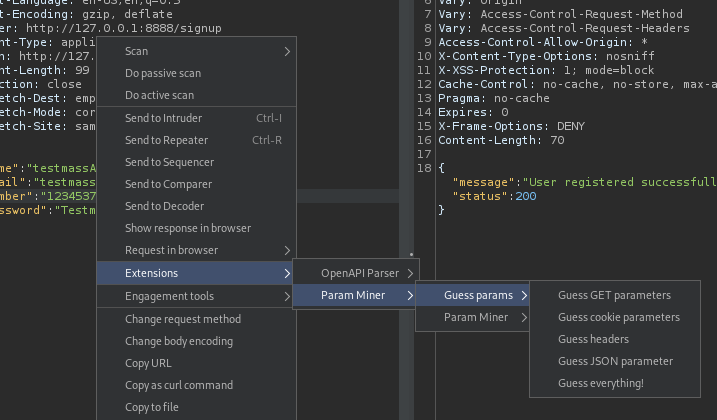 nt-Language: en-US,en;q=0.5
t-Encoding: gzip, deflate
er: http://127.0.0.1:8888/signup
nt-Type: appli
n: http://127.
nt-Length: 99
ction: close
etch-Dest: emp
etch-Mode: cor
etch-Site: sam
me":"testmassA
ail":"testmass
mber":"1234537
ssword":"Testm
Scan
Do passive scan
Do active scan
Send to Intruder Ctrl-I
Send to Repeater Ctrl-R
Send to Sequencer
Send to Comparer
Send to Decoder
Show response in browser
Request in browser
Extensions
Engagement tools
Change request method
Change body encoding
Copy URL
Copy as curl command
Copy to file
OpenAPI Parser
Param Miner
Guess params
Param Miner
Guess GET parameters
Guess cookie parameters
Guess headers
Guess JSON parameter
Guess everything!
6 Vary: Origin
7 Vary: Access-Control-Request-Method
8 Vary: Access-Control-Request-Headers
9 Access-Control-Allow-Origin: *
10 X-Content-Type-Options: nosniff
11 X-XSS-Protection: 1; mode=block
12 Cache-Control: no-cache, no-store, max-a
13 Pragma: no-cache
14 Expires: 0
15 X-Frame-Options: DENY
16 Content-Length: 70
17
18 {
"message":"User registered successfull
"status":200
}